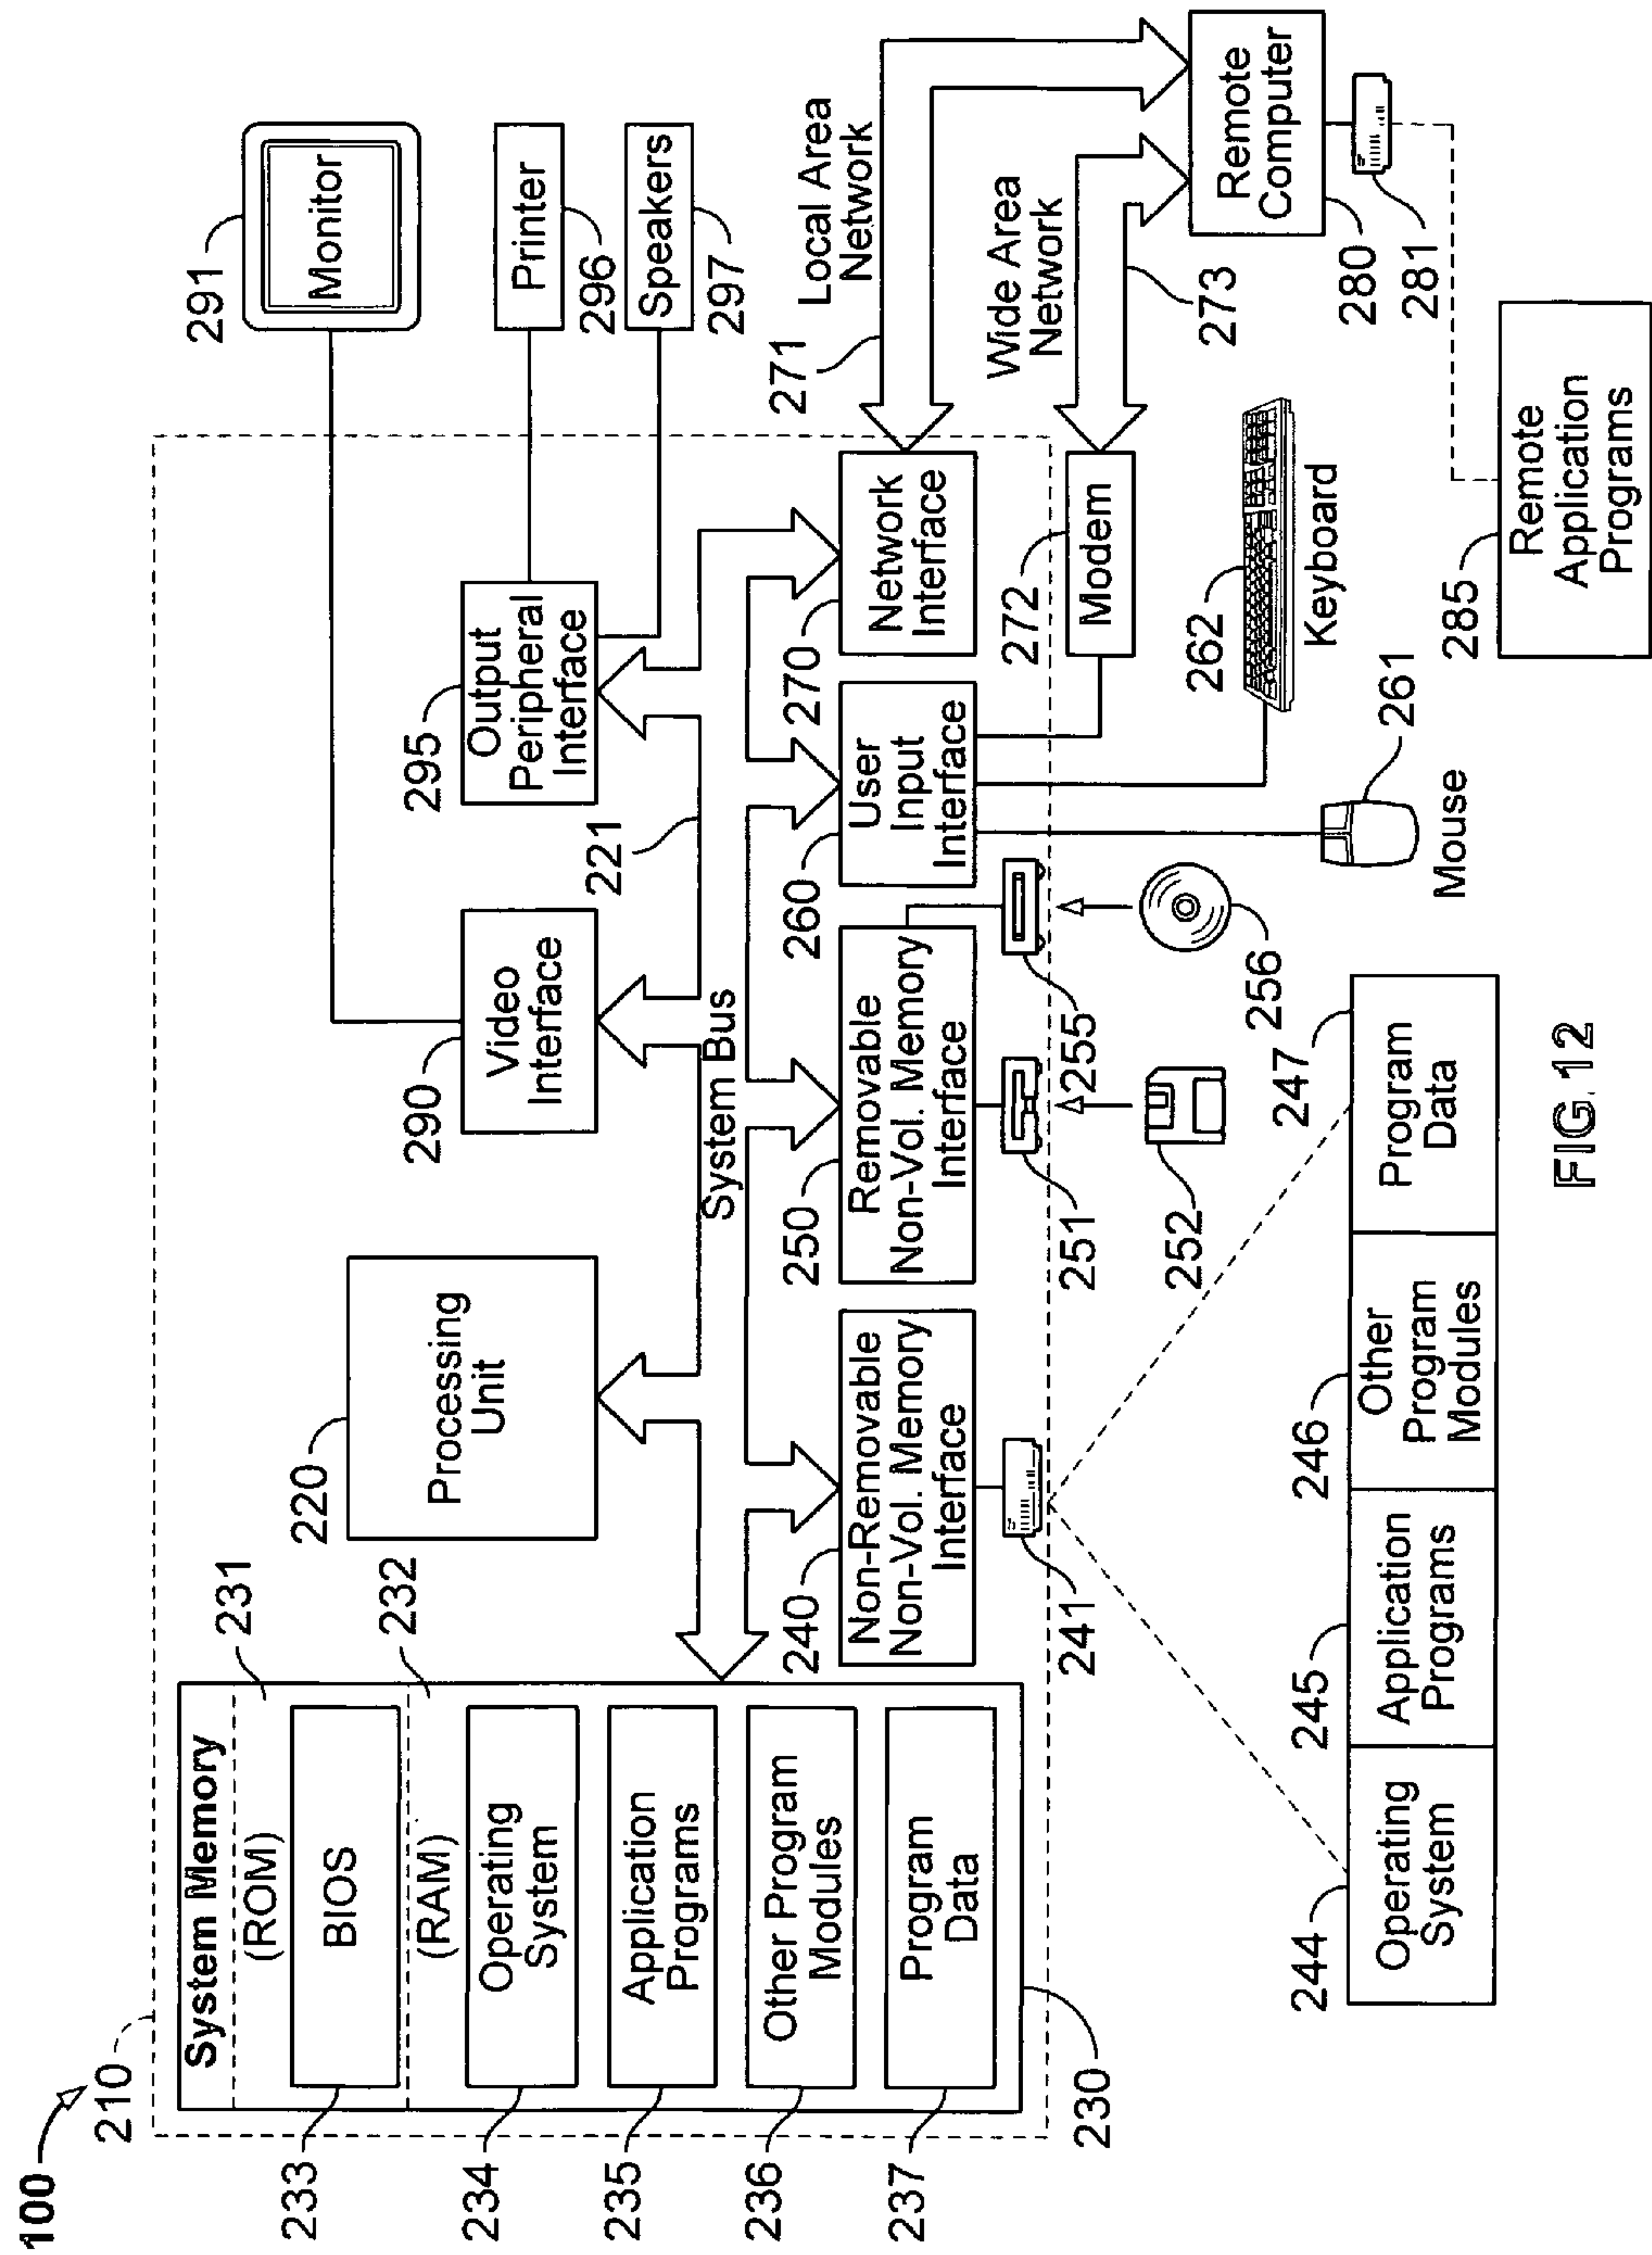 100
210
System Memory
(ROM)
231
BIOS
233
(RAM)
232
Operating
System
234
Application
Programs
235
Other Program
Modules
236
Program
Data
237
230
220
Processing
Unit
290
Video
Interface
295
Output
Peripheral
Interface
221
System Bus
291
Monitor
Printer
296
Speakers
297
240
Non-Removable
Non-Vol. Memory
Interface
241
250
Removable
Non-Vol. Memory
Interface
251
255
252
256
260
User
Input
Interface
270
Network
Interface
271
Local Area
Network
272
Modem
Wide Area
Network
273
Remote
Computer
280
281
262
Keyboard
261
Mouse
285
Remote
Application
Programs
244
Operating
System
245
Application
Programs
246
Other
Program
Modules
247
Program
Data
FIG.12